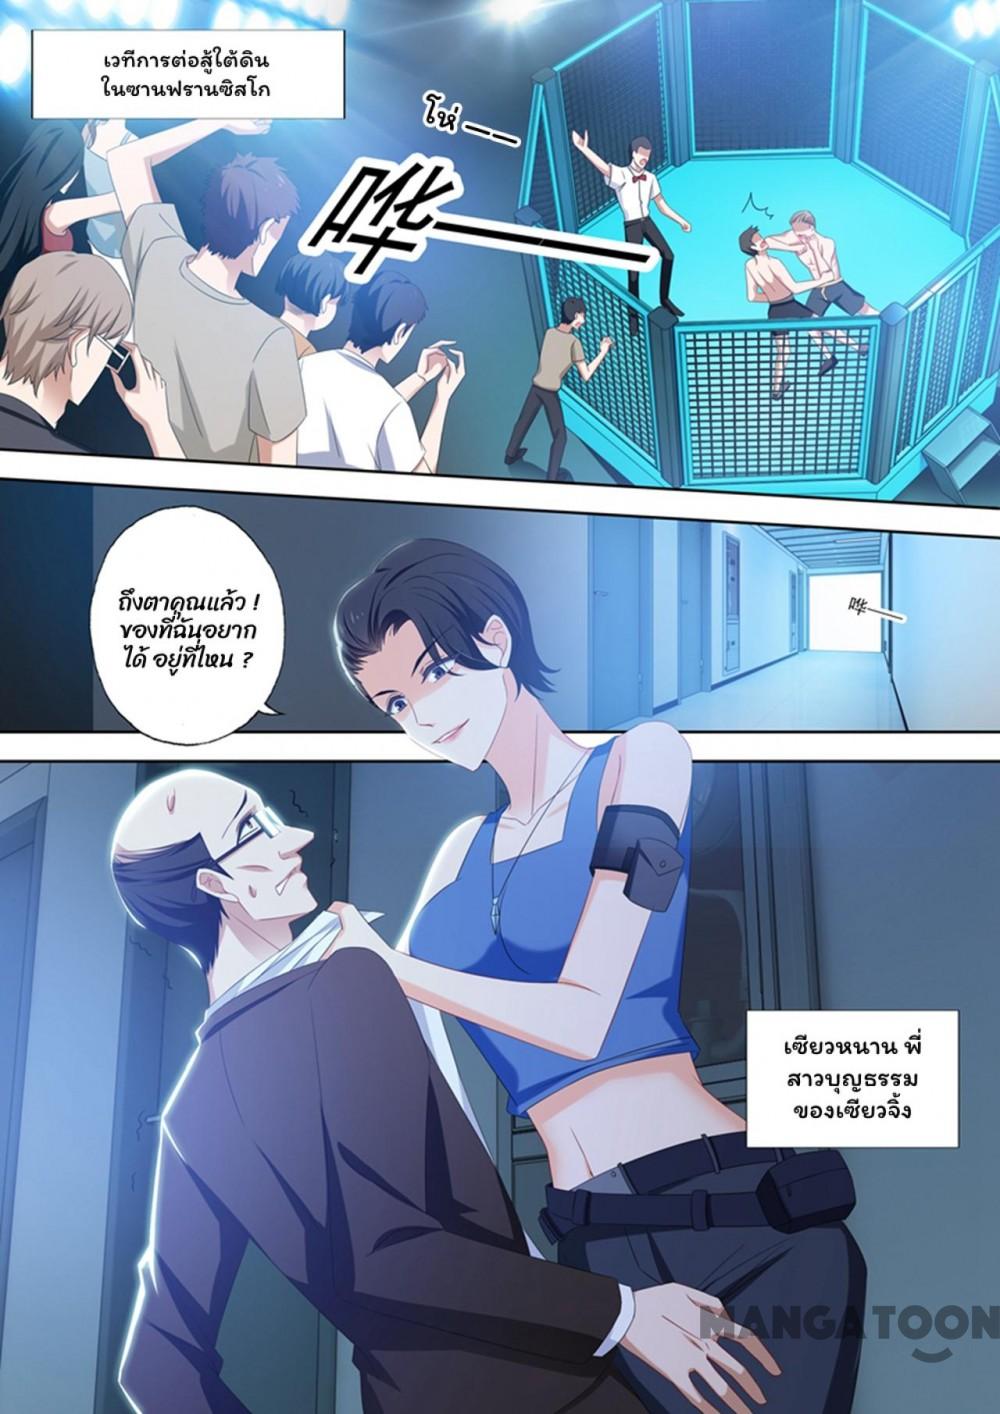 เวทีการต่อสู้ใต้ดิน
ในซานฟรานซิสโก
โห่ ——
哗——
哗——
ถึงตาคุณแล้ว !
ของที่ฉันอยาก
ได้ อยู่ที่ไหน ?
เซียวหนาน พี่
สาวบุญธรรม
ของเซียวจิ้ง
MANGATOON